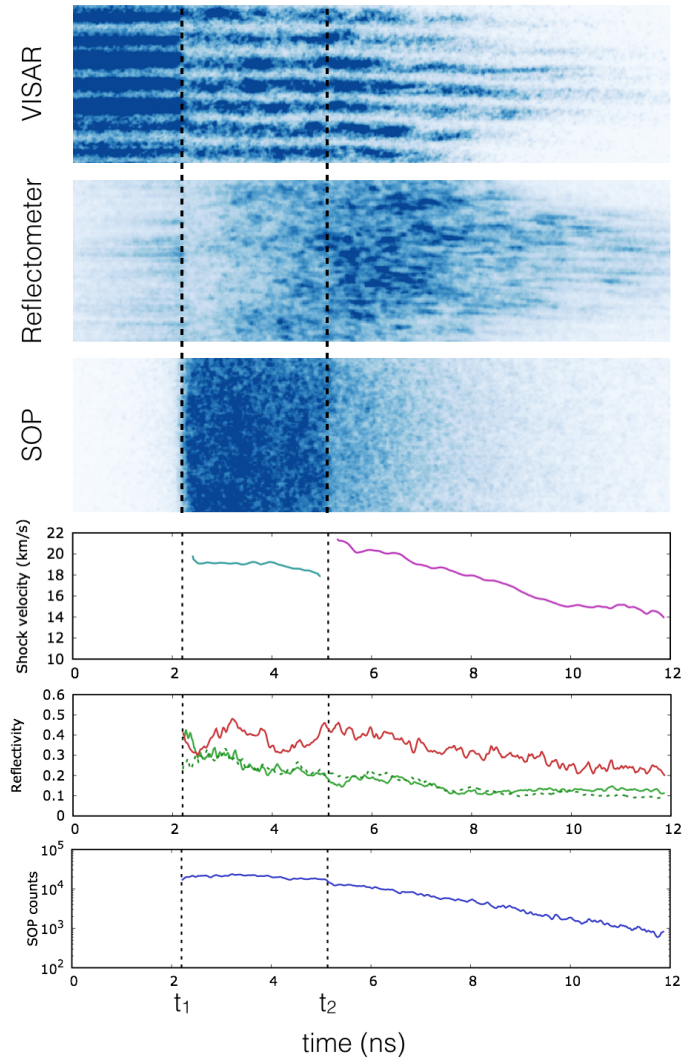 VISAR
Reflectometer
SOP
Shock velocity (km/s)
22
20
18
16
14
12
10
0 2 4 6 8 10 12
Reflectivity
0.6
0.5
0.4
0.3
0.2
0.1
0
0 2 4 6 8 10 12
SOP counts
10^5
10^4
10^3
10^2
0 2 4 6 8 10 12
t₁ t₂
time (ns)